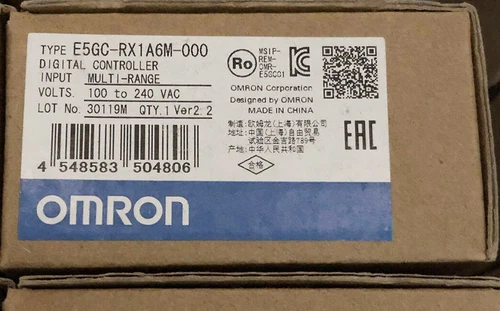 TYPE E5GC-RX1A6M-000
DIGITAL CONTROLLER
INPUT MULTI-RANGE
VOLTS. 100 to 240 VAC
LOT No. 30119M QTY.1 Ver2.2
4 548583 504806
Ro
MSIP-
REM-
OMR-
E5GC01
OMRON Corporation
Designed by OMRON
MADE IN CHINA
制造:欧姆龙(上海)有限公司
地址:中国(上海)自由贸易
试验区金吉路789号
产地:中华人民共和国
合格
EAC
OMRON